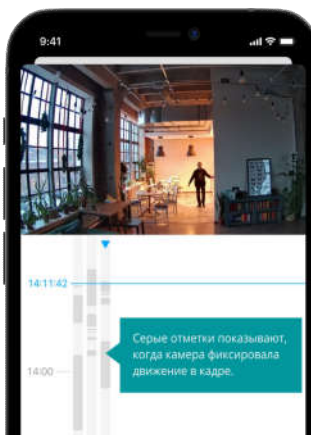 9:41
14:11:42
Серые отметки показывают,
когда камера фиксировала
движение в кадре.
14:00